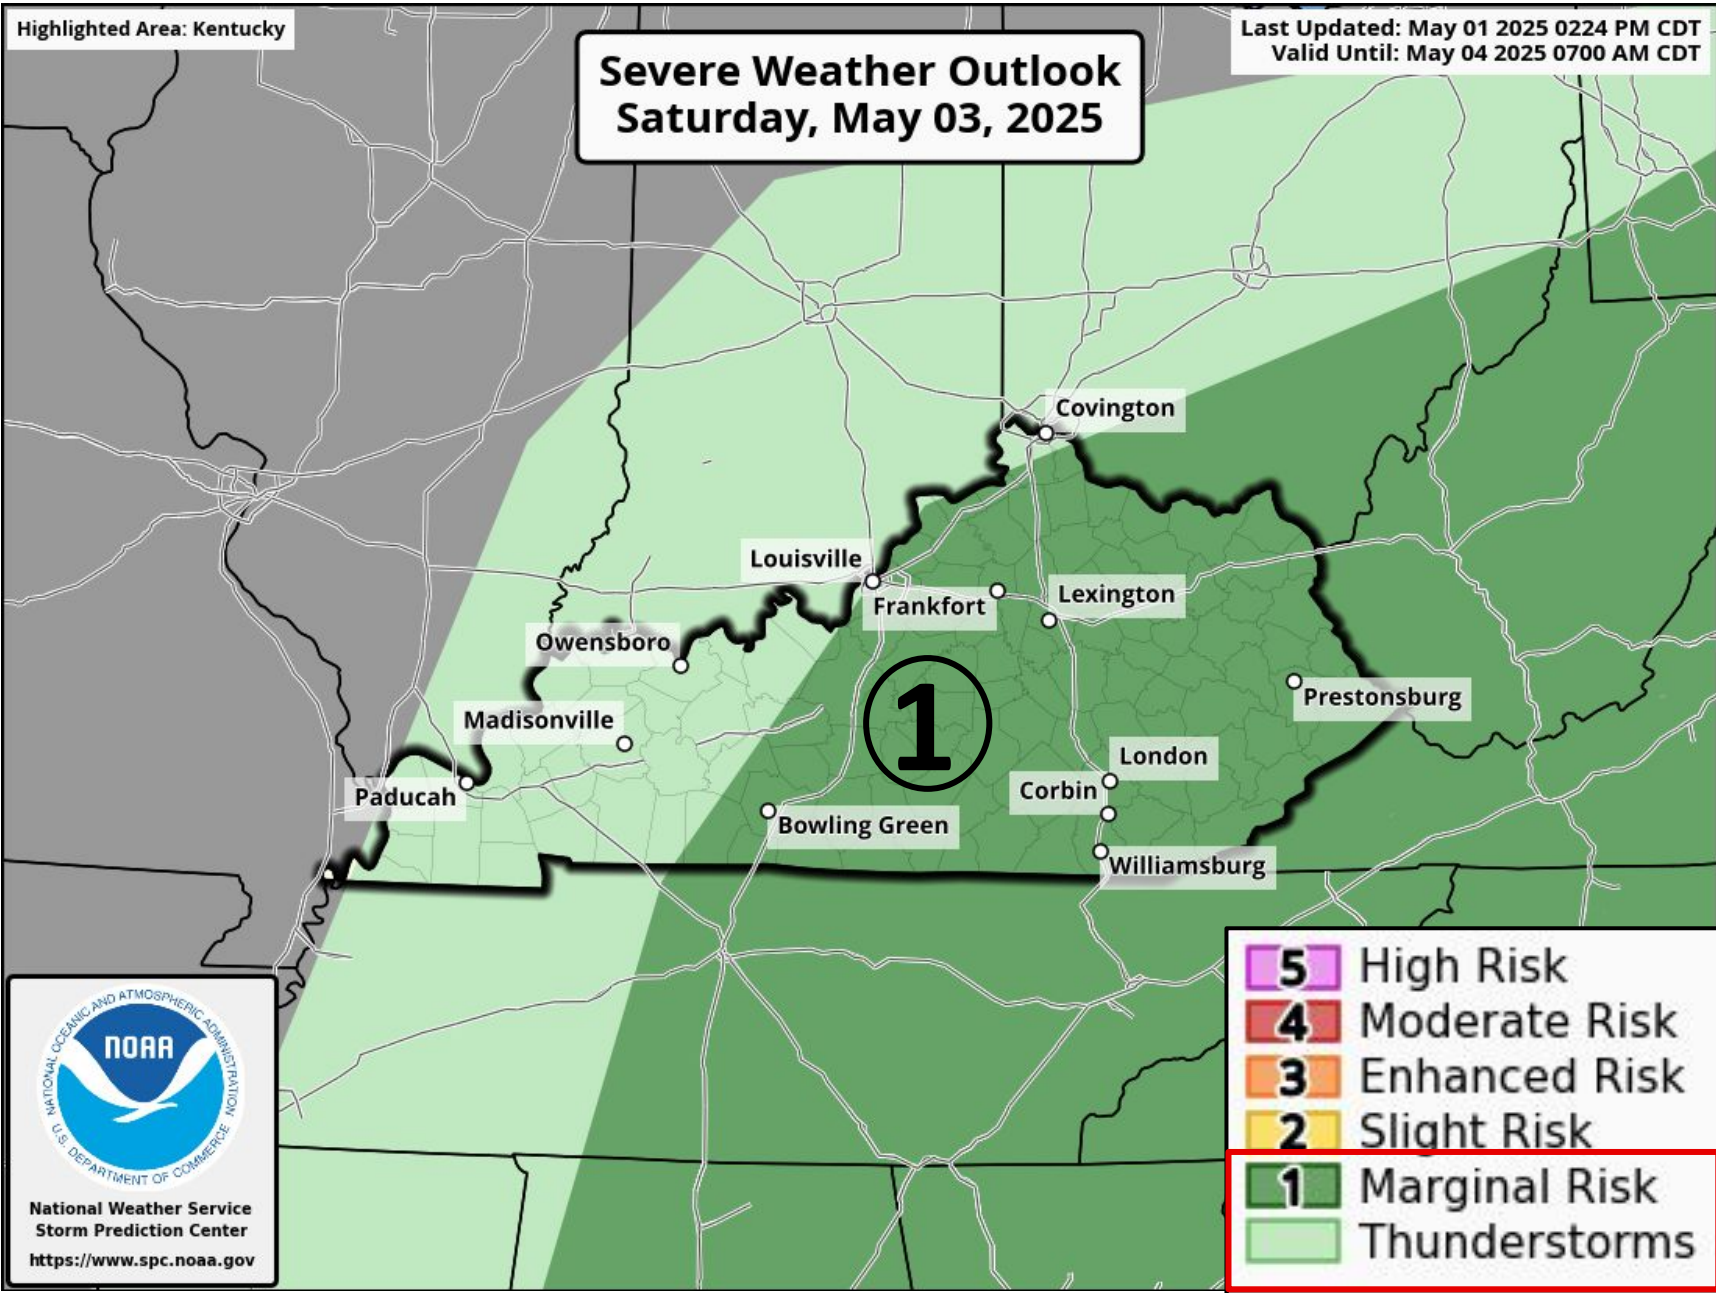 Highlighted Area: Kentucky
Severe Weather Outlook
Saturday, May 03, 2025
Last Updated: May 01 2025 0224 PM CDT
Valid Until: May 04 2025 0700 AM CDT
Covington
Louisville
Frankfort
Lexington
Owensboro
Prestonsburg
Madisonville
1
London
Corbin
Paducah
Bowling Green
Williamsburg
5 High Risk
4 Moderate Risk
3 Enhanced Risk
2 Slight Risk
1 Marginal Risk
Thunderstorms
NATIONAL OCEANIC AND ATMOSPHERIC ADMINISTRATION
NOAA
U.S. DEPARTMENT OF COMMERCE
National Weather Service
Storm Prediction Center
https://www.spc.noaa.gov